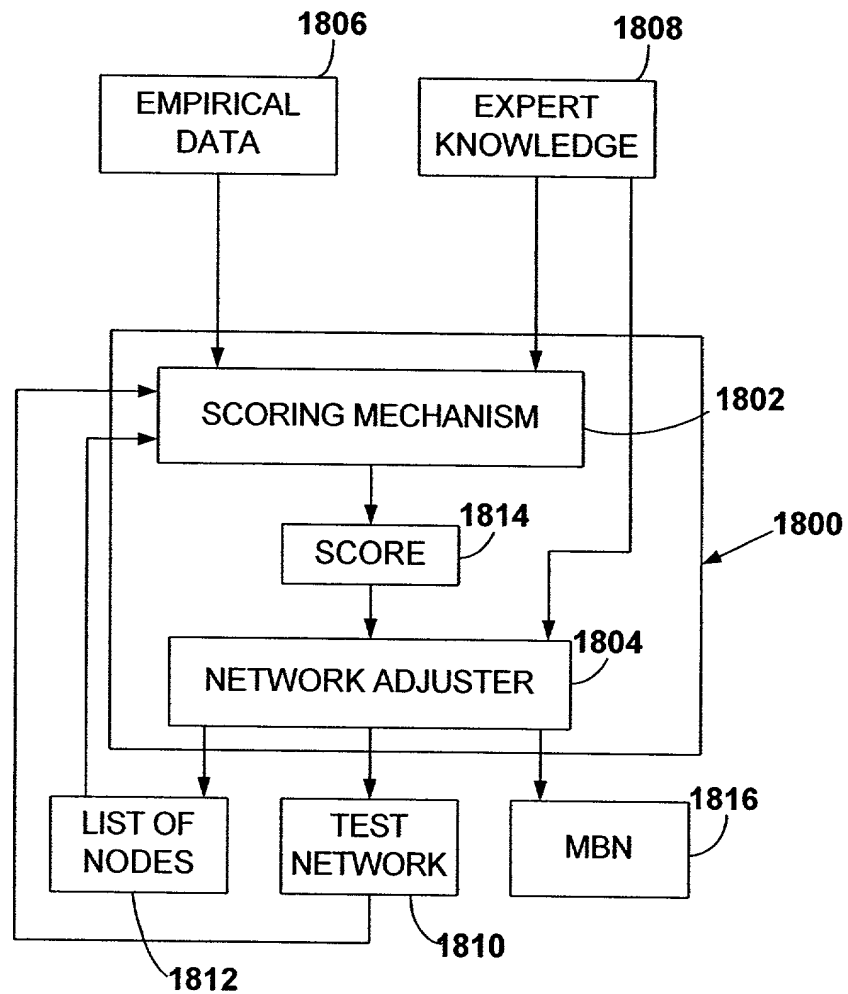 1806
1808
EMPIRICAL
DATA
EXPERT
KNOWLEDGE
SCORING MECHANISM
1802
1814
SCORE
1800
1804
NETWORK ADJUSTER
1816
LIST OF
NODES
TEST
NETWORK
MBN
1810
1812